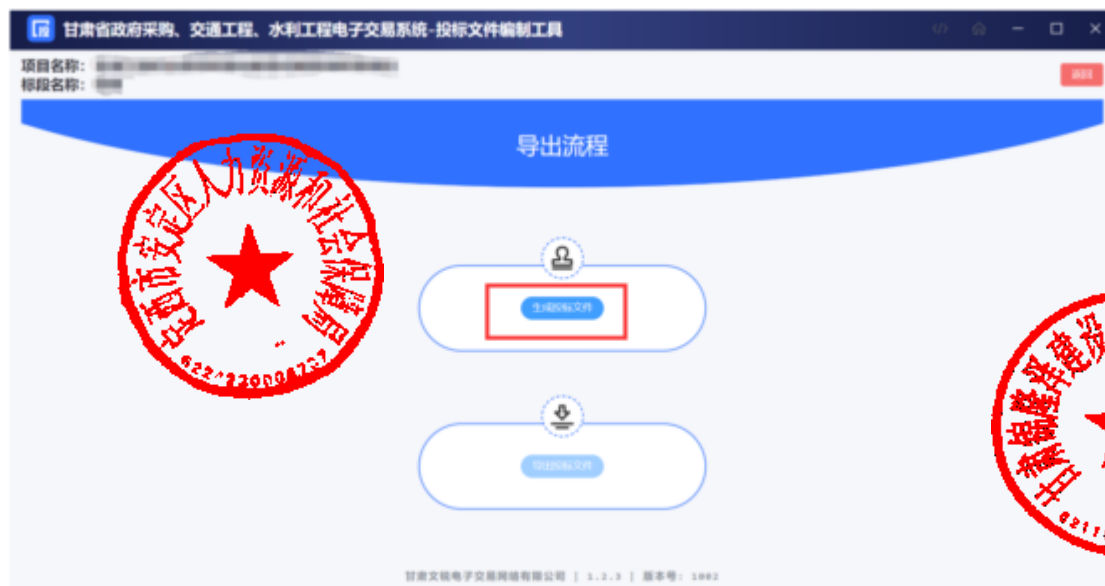 甘肃省政府采购、交通工程、水利工程电子交易系统-投标文件编制工具
项目名称：
标段名称：
返回
导出流程
定西市安定区人力资源和社会保障局
生成投标文件
导出投标文件
甘肃文锐电子交易网络有限公司 | 1.2.3 | 版本号: 1002